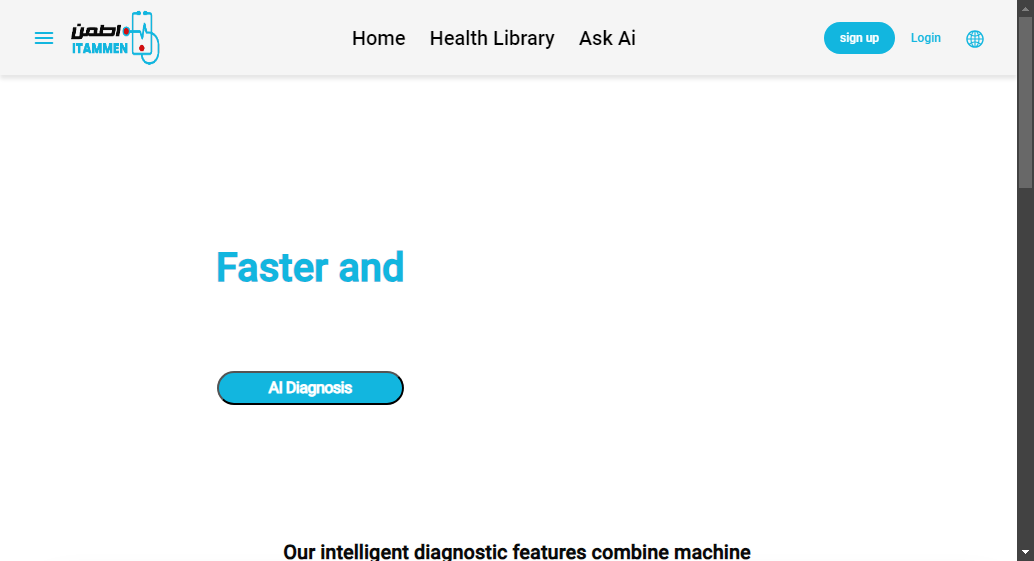 اطمن
ITAMMEN
Home
Health Library
Ask Ai
sign up
Login
Faster and
AI Diagnosis
Our intelligent diagnostic features combine machine